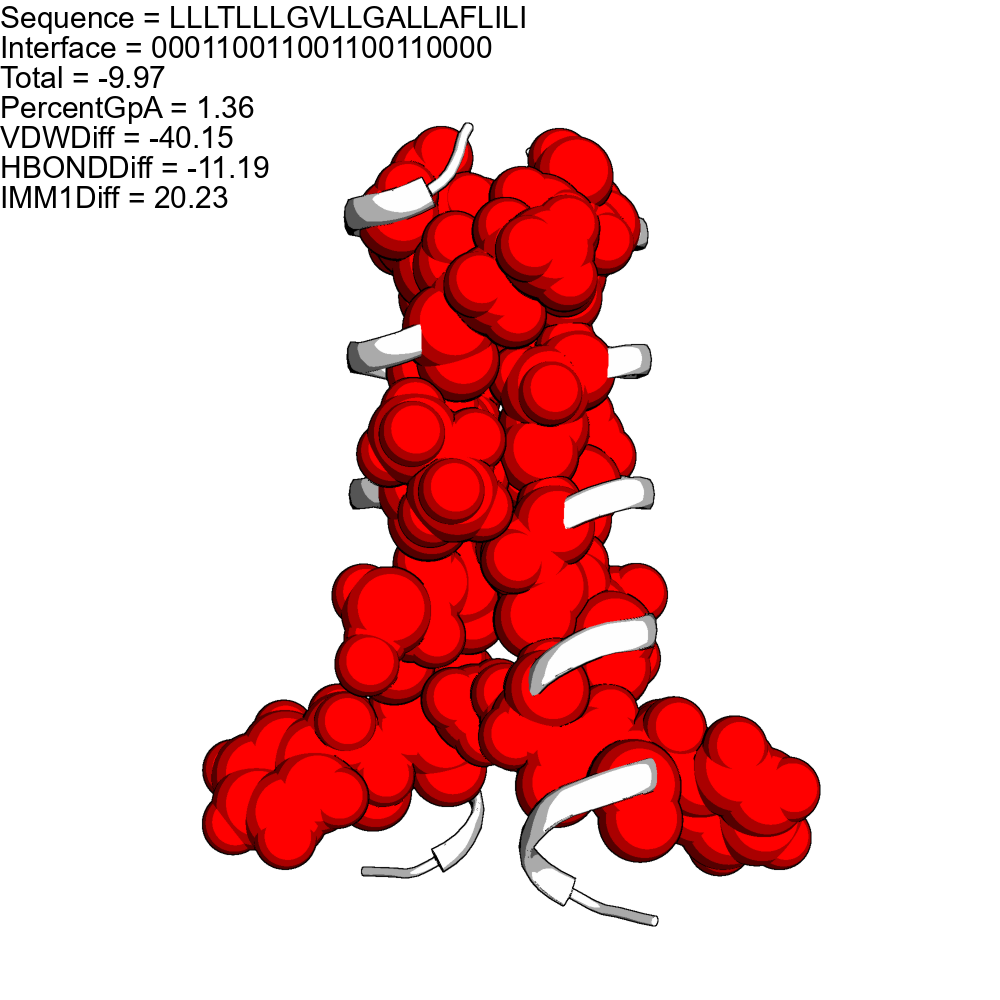 Sequence = LLLTLLLGVLLGALLAFLILI
Interface = 000110011001100110000
Total = -9.97
PercentGpA = 1.36
VDWDiff = -40.15
HBONDDiff = -11.19
IMM1Diff = 20.23